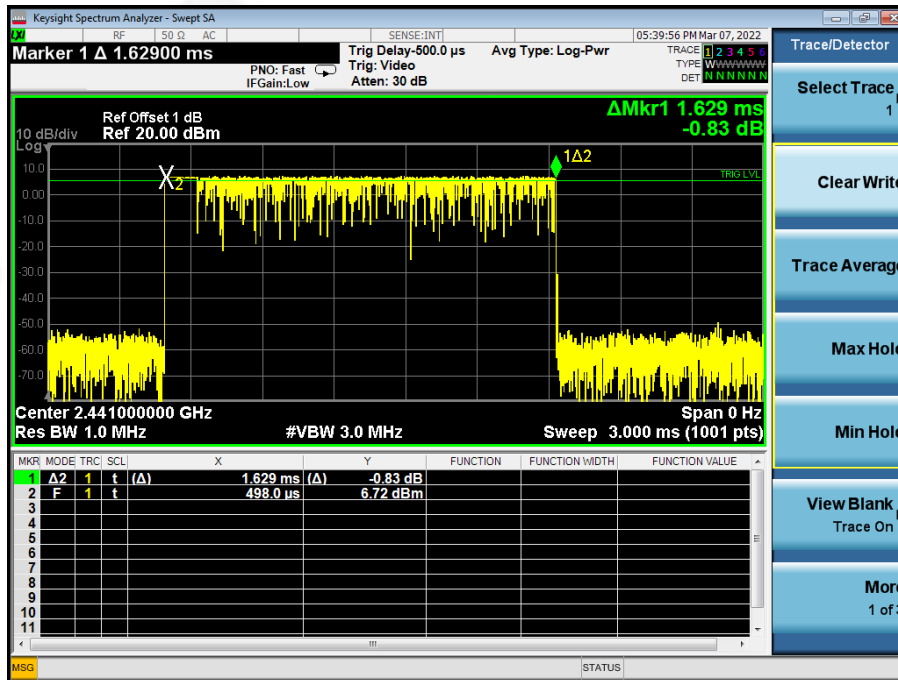 Keysight Spectrum Analyzer - Swept SA
LXI RF 50 Ω AC SENSE:INT 05:39:56 PM Mar 07, 2022
Marker 1 Δ 1.62900 ms
PNO: Fast
IFGain:Low
Trig Delay-500.0 µs
Trig: Video
Atten: 30 dB
Avg Type: Log-Pwr
TRACE 1 2 3 4 5 6
TYPE WWWWWW
DET N N N N N N
ΔMkr1 1.629 ms
-0.83 dB
Ref Offset 1 dB
10 dB/div Ref 20.00 dBm
Log
10.0
0.00
-10.0
-20.0
-30.0
-40.0
-50.0
-60.0
-70.0
X2
1Δ2
TRIG LVL
Center 2.441000000 GHz Span 0 Hz
Res BW 1.0 MHz #VBW 3.0 MHz Sweep 3.000 ms (1001 pts)
MKR MODE TRC SCL X Y FUNCTION FUNCTION WIDTH FUNCTION VALUE
1 Δ2 1 t (Δ) 1.629 ms (Δ) -0.83 dB
2 F 1 t 498.0 µs 6.72 dBm
3
4
5
6
7
8
9
10
11
MSG STATUS
Trace/Detector
Select Trace
1
Clear Write
Trace Average
Max Hold
Min Hold
View Blank
Trace On
More
1 of 3